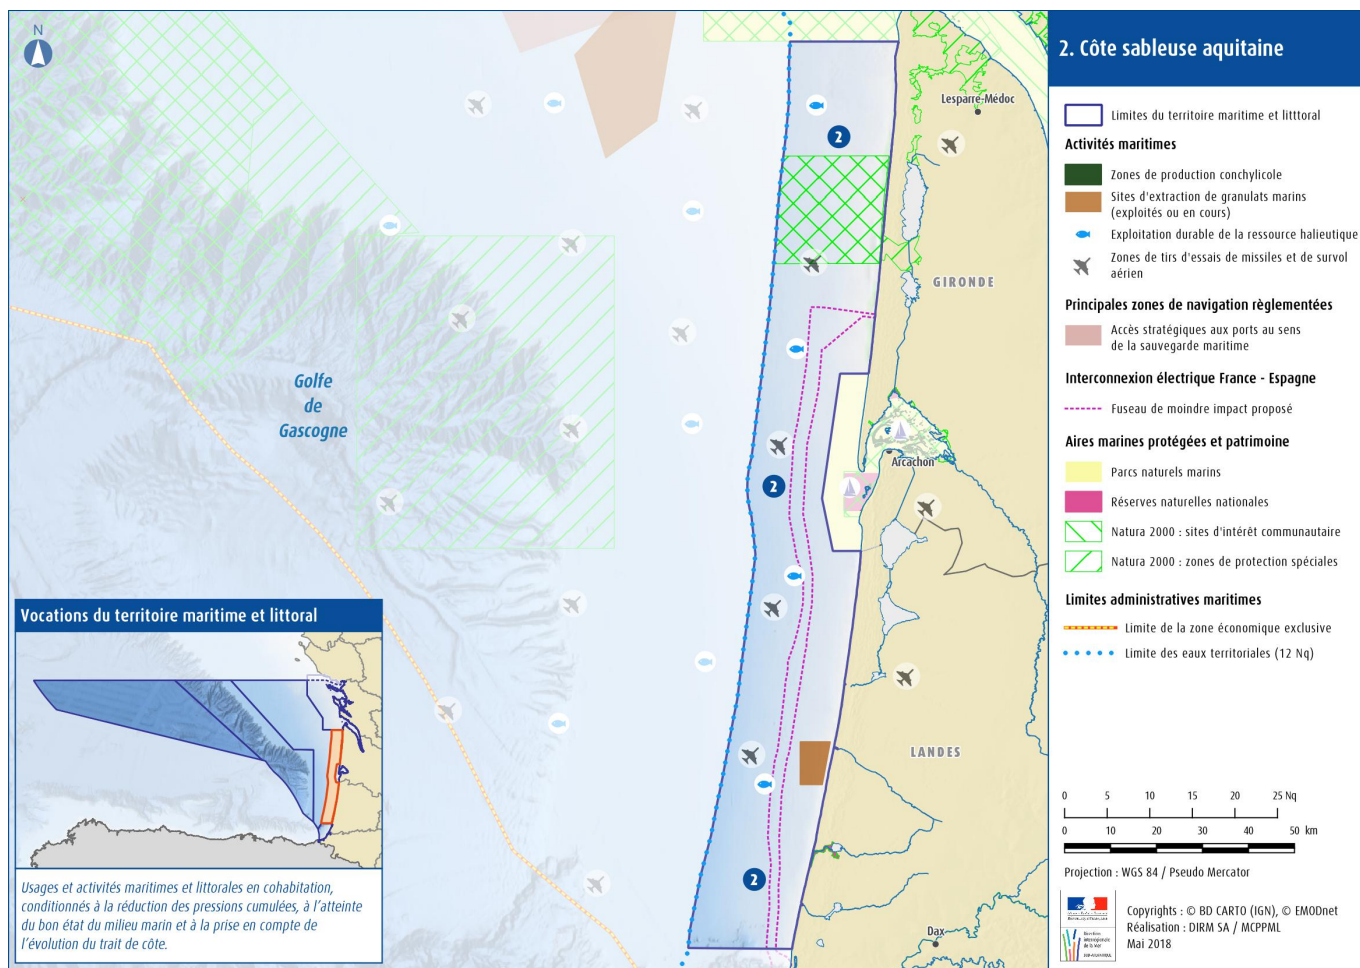 N
2. Côte sableuse aquitaine
Lesparre-Médoc
2
GIRONDE
Golfe
de
Gascogne
Arcachon
2
LANDES
2
Dax
Limites du territoire maritime et litttoral
Activités maritimes
Zones de production conchylicole
Sites d'extraction de granulats marins
(exploités ou en cours)
Exploitation durable de la ressource halieutique
Zones de tirs d'essais de missiles et de survol
aérien
Principales zones de navigation règlementées
Accès stratégiques aux ports au sens
de la sauvegarde maritime
Interconnexion électrique France - Espagne
Fuseau de moindre impact proposé
Aires marines protégées et patrimoine
Parcs naturels marins
Réserves naturelles nationales
Natura 2000 : sites d'intérêt communautaire
Natura 2000 : zones de protection spéciales
Limites administratives maritimes
Limite de la zone économique exclusive
Limite des eaux territoriales (12 Nq)
0 5 10 15 20 25 Nq
0 10 20 30 40 50 km
Projection : WGS 84 / Pseudo Mercator
Copyrights : © BD CARTO (IGN), © EMODnet
Réalisation : DIRM SA / MCPPML
Mai 2018
Vocations du territoire maritime et littoral
Usages et activités maritimes et littorales en cohabitation,
conditionnés à la réduction des pressions cumulées, à l'atteinte
du bon état du milieu marin et à la prise en compte de
l'évolution du trait de côte.